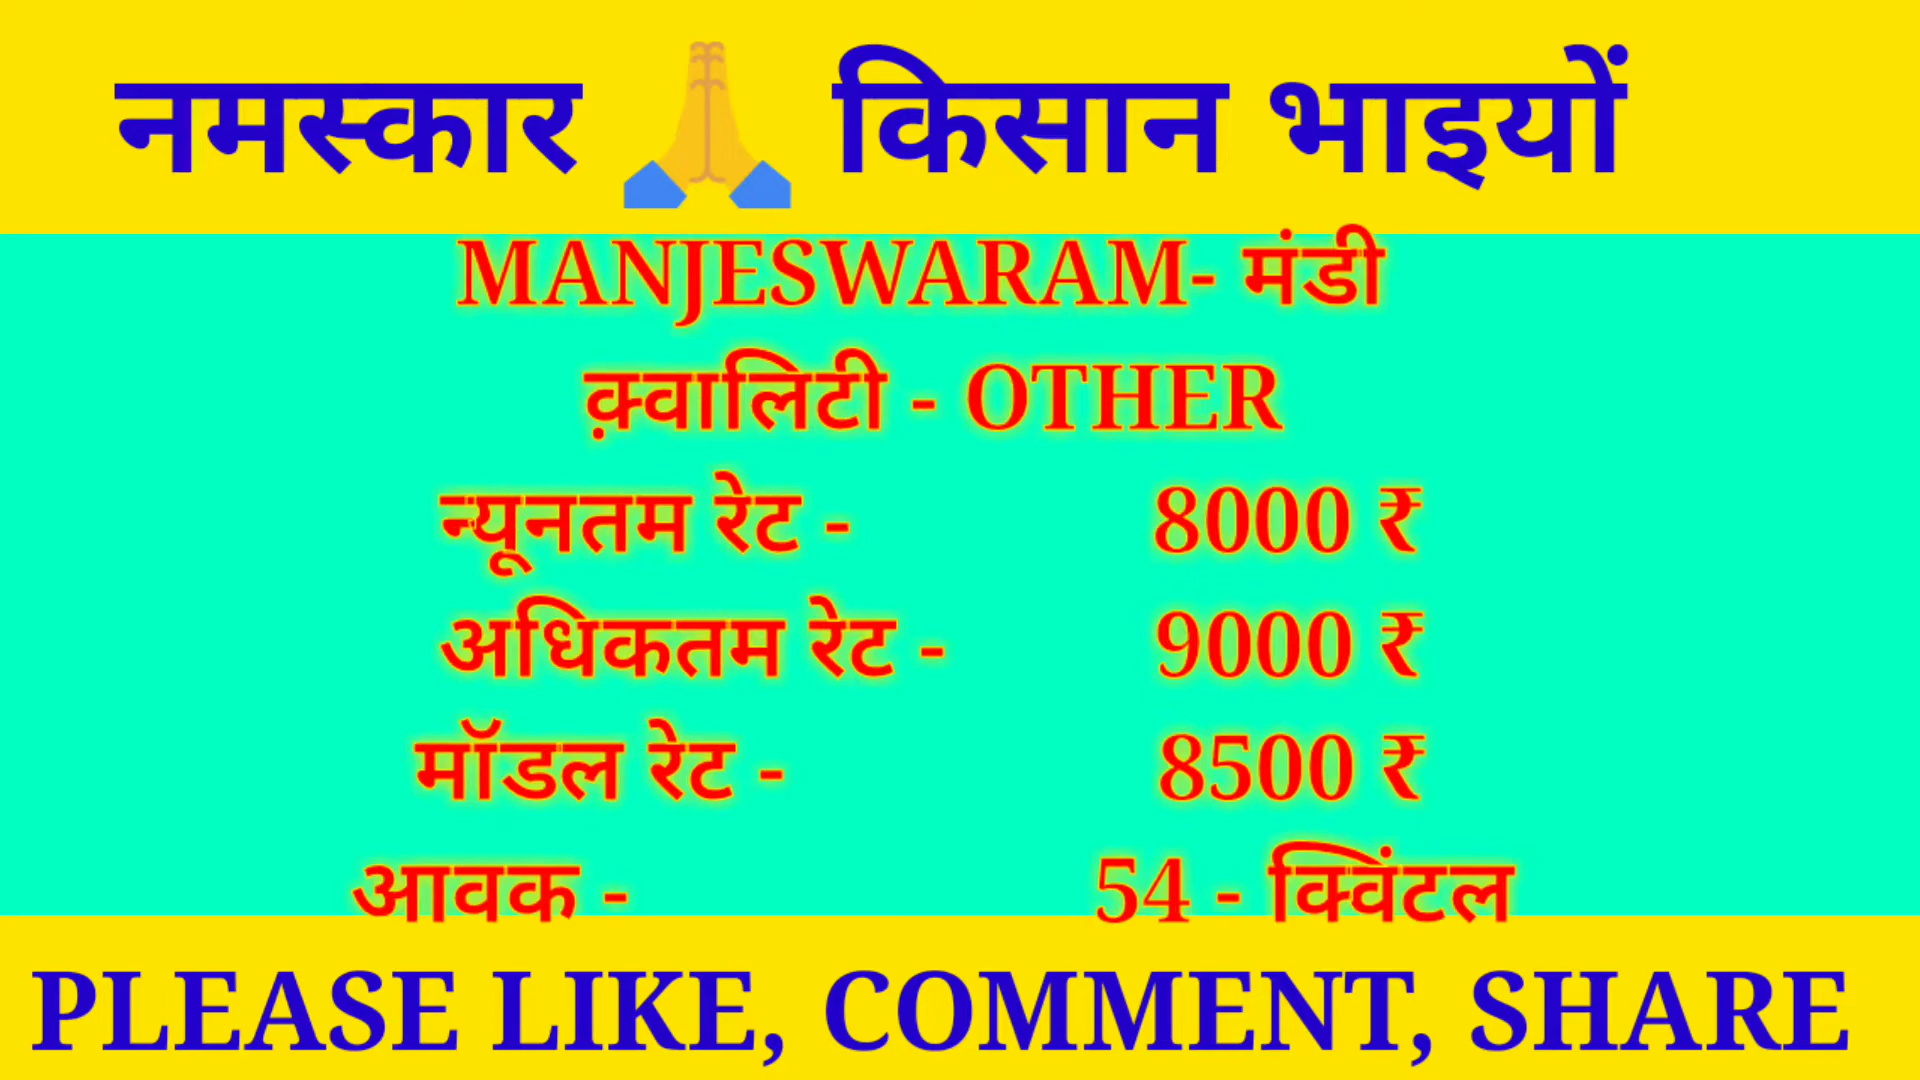 नमस्कार 🙏 किसान भाइयों
MANJESWARAM- मंडी
क़्वालिटी - OTHER
न्यूनतम रेट - 8000 ₹
अधिकतम रेट - 9000 ₹
मॉडल रेट - 8500 ₹
आवक - 54 - क्विंटल
PLEASE LIKE, COMMENT, SHARE